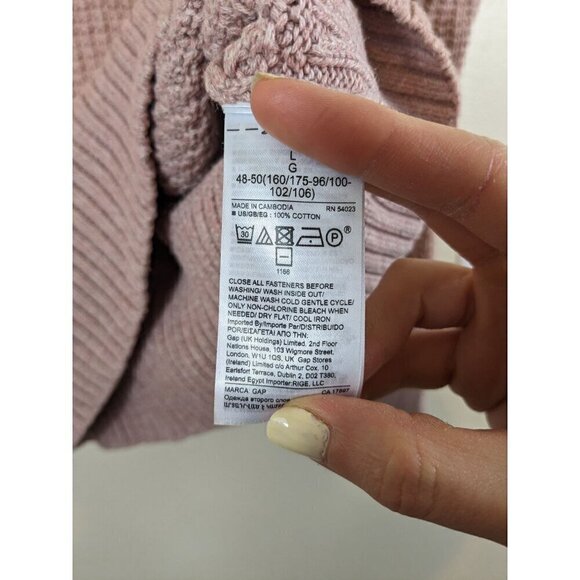 L
G
48-50(160/175-96/100-
102/106)
MADE IN CAMBODIA RN 54023
US/GB/EG : 100% COTTON
30 P ®
1166
CLOSE ALL FASTENERS BEFORE
WASHING/ WASH INSIDE OUT/
MACHINE WASH COLD GENTLE CYCLE/
ONLY NON-CHLORINE BLEACH WHEN
NEEDED/ DRY FLAT/ COOL IRON
Imported By/Importe Par/DISTRIBUIDO
POR/ΕΙΣΑΓΕΤΑΙ ΑΠΟ ΤΗΝ:
Gap (UK Holdings) Limited, 2nd Floor
Nations House, 103 Wigmore Street,
London, W1U 1QS, UK Gap Stores
(Ireland) Limited c/o Arthur Cox, 10
Earlsfort Terrace, Dublin 2, D02 T380,
Ireland Egypt Importer:RIGE, LLC
MARCA: GAP CA 17897
Одежда второго слоя